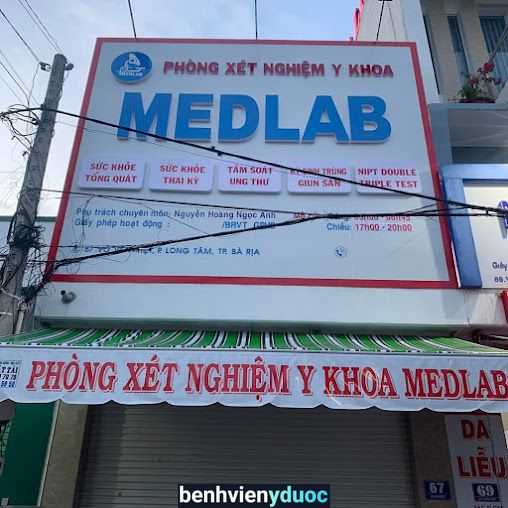 MEDLAB
PHÒNG XÉT NGHIỆM Y KHOA
MEDLAB
SỨC KHỎE TỔNG QUÁT
SỨC KHỎE THAI KỲ
TẦM SOÁT UNG THƯ
KÍ SINH TRÙNG GIUN SÁN
NIPT DOUBLE TRIPLE TEST
Phụ trách chuyên môn: Nguyễn Hoàng Ngọc Anh
Giấy phép hoạt động : /BRVT
Chiều: 17h00 - 20h00
P. LONG TÂM, TP. BÀ RỊA
Giấy
69,
PHÒNG XÉT NGHIỆM Y KHOA MEDLAB
DA LIỄU
67
69
benhvienyduoc